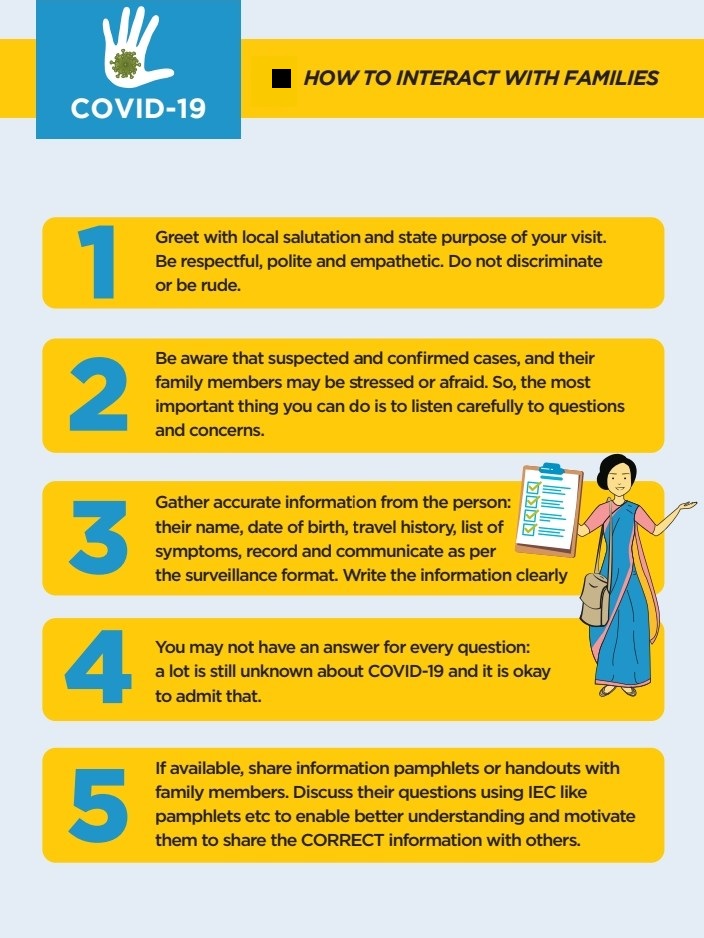 COVID-19
HOW TO INTERACT WITH FAMILIES
1
Greet with local salutation and state purpose of your visit.
Be respectful, polite and empathetic. Do not discriminate
or be rude.
2
Be aware that suspected and confirmed cases, and their
family members may be stressed or afraid. So, the most
important thing you can do is to listen carefully to questions
and concerns.
3
Gather accurate information from the person:
their name, date of birth, travel history, list of
symptoms, record and communicate as per
the surveillance format. Write the information clearly
4
You may not have an answer for every question:
a lot is still unknown about COVID-19 and it is okay
to admit that.
5
If available, share information pamphlets or handouts with
family members. Discuss their questions using IEC like
pamphlets etc to enable better understanding and motivate
them to share the CORRECT information with others.